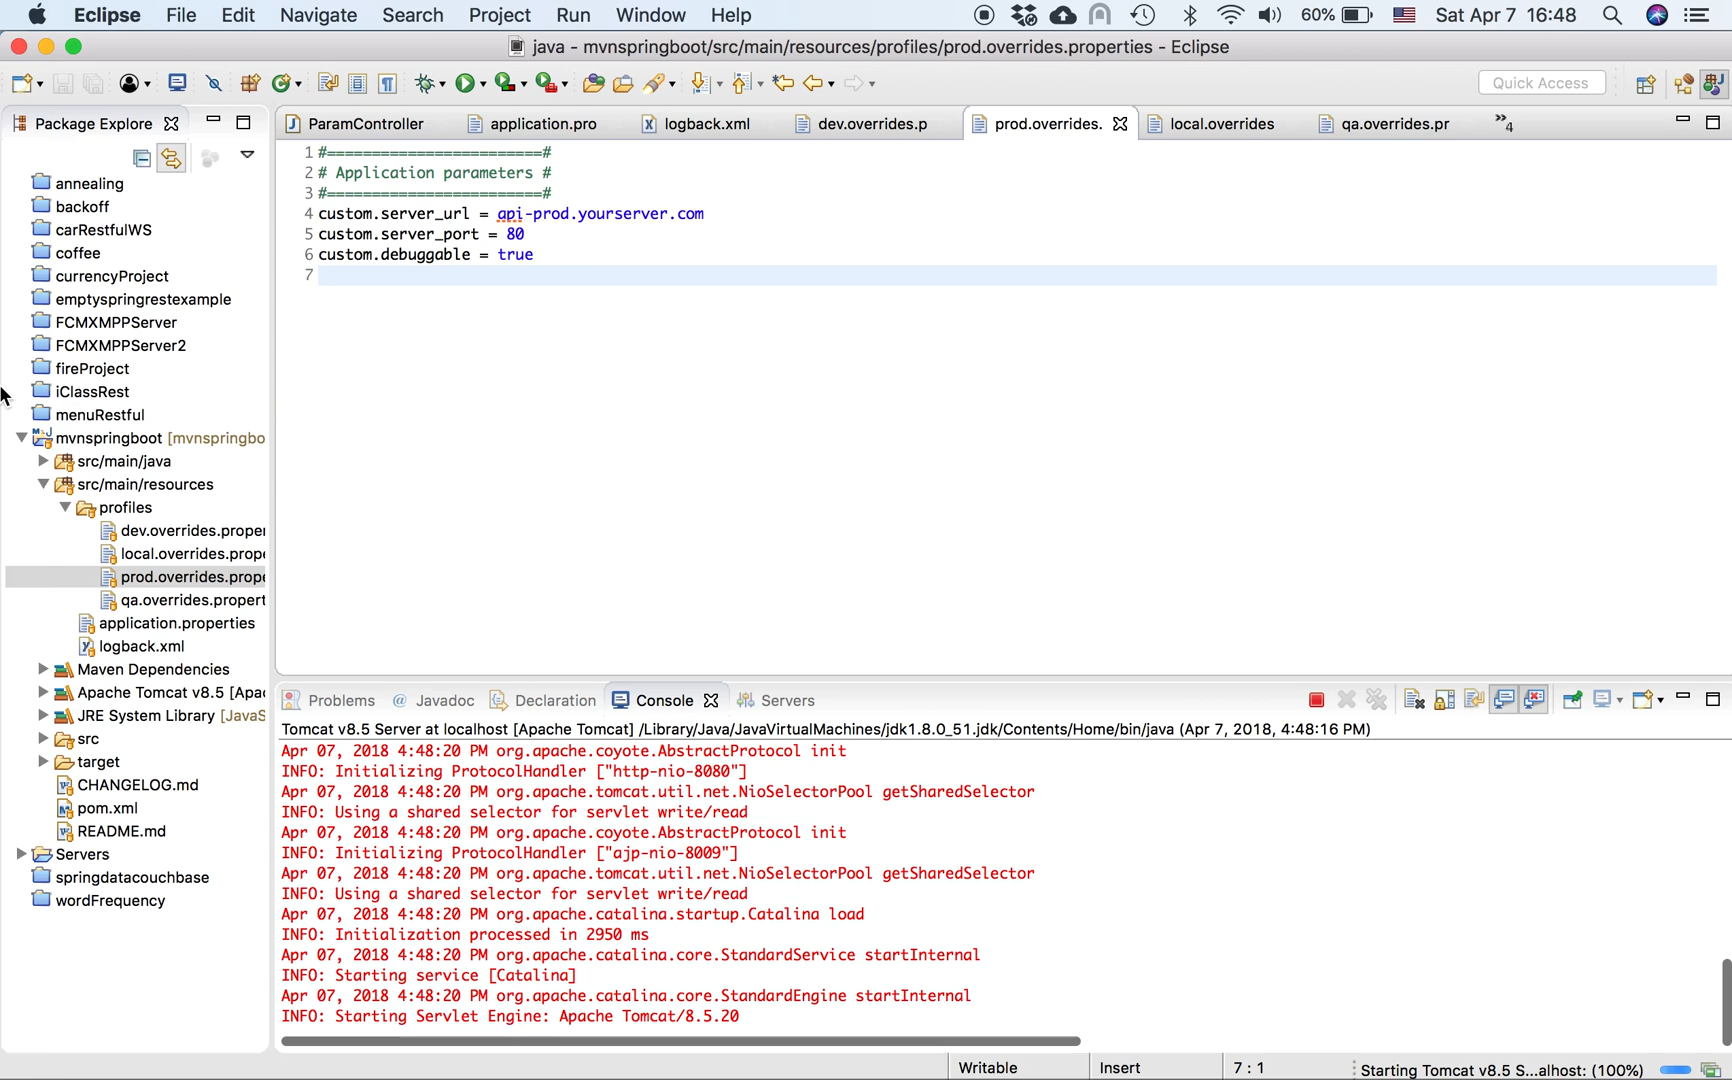 Eclipse File Edit Navigate Search Project Run Window Help 60% Sat Apr 7 16:48
java - mvnspringboot/src/main/resources/profiles/prod.overrides.properties - Eclipse
Quick Access
Package Explorer
ParamController application.pro logback.xml dev.overrides.p prod.overrides. local.overrides qa.overrides.pr »4
annealing
backoff
carRestfulWS
coffee
currencyProject
emptyspringrestexample
FCMXMPPServer
FCMXMPPServer2
fireProject
iClassRest
menuRestful
mvnspringboot [mvnspringbo
src/main/java
src/main/resources
profiles
dev.overrides.proper
local.overrides.prope
prod.overrides.prope
qa.overrides.propert
application.properties
logback.xml
Maven Dependencies
Apache Tomcat v8.5 [Apac
JRE System Library [JavaS
src
target
CHANGELOG.md
pom.xml
README.md
Servers
springdatacouchbase
wordFrequency
1 #========================#
2 # Application parameters #
3 #========================#
4 custom.server_url = api-prod.yourserver.com
5 custom.server_port = 80
6 custom.debuggable = true
7
Problems @ Javadoc Declaration Console Servers
Tomcat v8.5 Server at localhost [Apache Tomcat] /Library/Java/JavaVirtualMachines/jdk1.8.0_51.jdk/Contents/Home/bin/java (Apr 7, 2018, 4:48:16 PM)
Apr 07, 2018 4:48:20 PM org.apache.coyote.AbstractProtocol init
INFO: Initializing ProtocolHandler ["http-nio-8080"]
Apr 07, 2018 4:48:20 PM org.apache.tomcat.util.net.NioSelectorPool getSharedSelector
INFO: Using a shared selector for servlet write/read
Apr 07, 2018 4:48:20 PM org.apache.coyote.AbstractProtocol init
INFO: Initializing ProtocolHandler ["ajp-nio-8009"]
Apr 07, 2018 4:48:20 PM org.apache.tomcat.util.net.NioSelectorPool getSharedSelector
INFO: Using a shared selector for servlet write/read
Apr 07, 2018 4:48:20 PM org.apache.catalina.startup.Catalina load
INFO: Initialization processed in 2950 ms
Apr 07, 2018 4:48:20 PM org.apache.catalina.core.StandardService startInternal
INFO: Starting service [Catalina]
Apr 07, 2018 4:48:20 PM org.apache.catalina.core.StandardEngine startInternal
INFO: Starting Servlet Engine: Apache Tomcat/8.5.20
Writable Insert 7 : 1 Starting Tomcat v8.5 S...alhost: (100%)